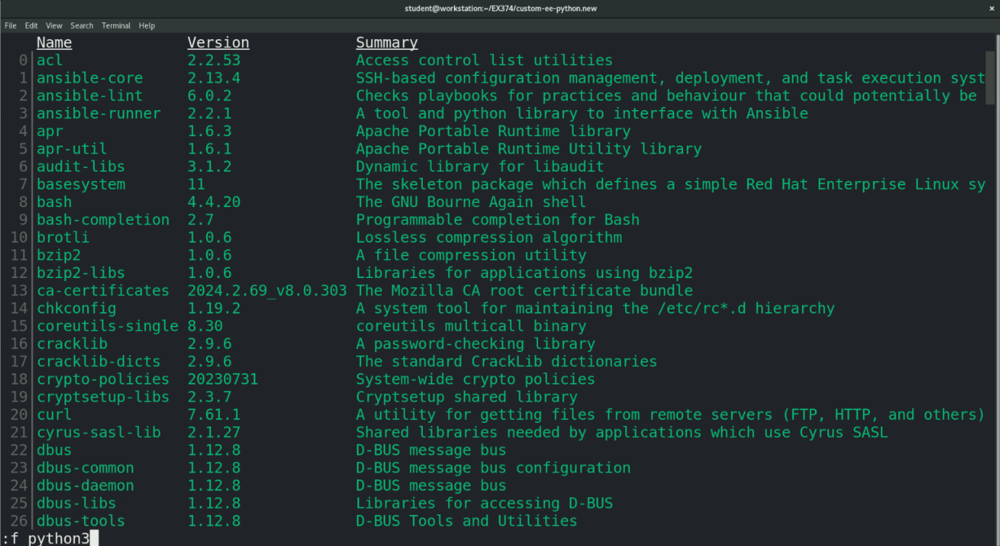 student@workstation:~/EX374/custom-ee-python.new ×
File Edit View Search Terminal Help
Name Version Summary
0 acl 2.2.53 Access control list utilities
1 ansible-core 2.13.4 SSH-based configuration management, deployment, and task execution syst
2 ansible-lint 6.0.2 Checks playbooks for practices and behaviour that could potentially be
3 ansible-runner 2.2.1 A tool and python library to interface with Ansible
4 apr 1.6.3 Apache Portable Runtime library
5 apr-util 1.6.1 Apache Portable Runtime Utility library
6 audit-libs 3.1.2 Dynamic library for libaudit
7 basesystem 11 The skeleton package which defines a simple Red Hat Enterprise Linux sy
8 bash 4.4.20 The GNU Bourne Again shell
9 bash-completion 2.7 Programmable completion for Bash
10 brotli 1.0.6 Lossless compression algorithm
11 bzip2 1.0.6 A file compression utility
12 bzip2-libs 1.0.6 Libraries for applications using bzip2
13 ca-certificates 2024.2.69_v8.0.303 The Mozilla CA root certificate bundle
14 chkconfig 1.19.2 A system tool for maintaining the /etc/rc*.d hierarchy
15 coreutils-single 8.30 coreutils multicall binary
16 cracklib 2.9.6 A password-checking library
17 cracklib-dicts 2.9.6 The standard CrackLib dictionaries
18 crypto-policies 20230731 System-wide crypto policies
19 cryptsetup-libs 2.3.7 Cryptsetup shared library
20 curl 7.61.1 A utility for getting files from remote servers (FTP, HTTP, and others)
21 cyrus-sasl-lib 2.1.27 Shared libraries needed by applications which use Cyrus SASL
22 dbus 1.12.8 D-BUS message bus
23 dbus-common 1.12.8 D-BUS message bus configuration
24 dbus-daemon 1.12.8 D-BUS message bus
25 dbus-libs 1.12.8 Libraries for accessing D-BUS
26 dbus-tools 1.12.8 D-BUS Tools and Utilities
:f python3